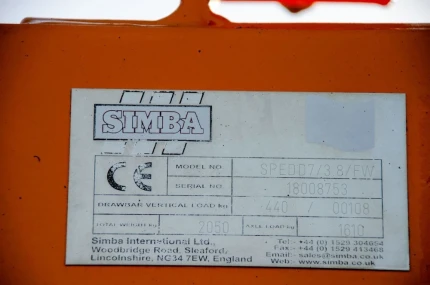 SIMBA
CE
MODEL NO SPEDD7/3.8/FW
SERIAL NO. 18008753
DRAWBAR VERTICAL LOAD kg 440 / 00108
TOTAL WEIGHT kg 2050 AXLE LOAD kg 1610
Simba International Ltd., Tel:- +44 (0) 1529 304654
Woodbridge Road, Sleaford, Fax:- +44 (0) 1529 413468
Lincolnshire, NG34 7EW, England Email:- sales@simba.co.uk
Web:- www.simba.co.uk